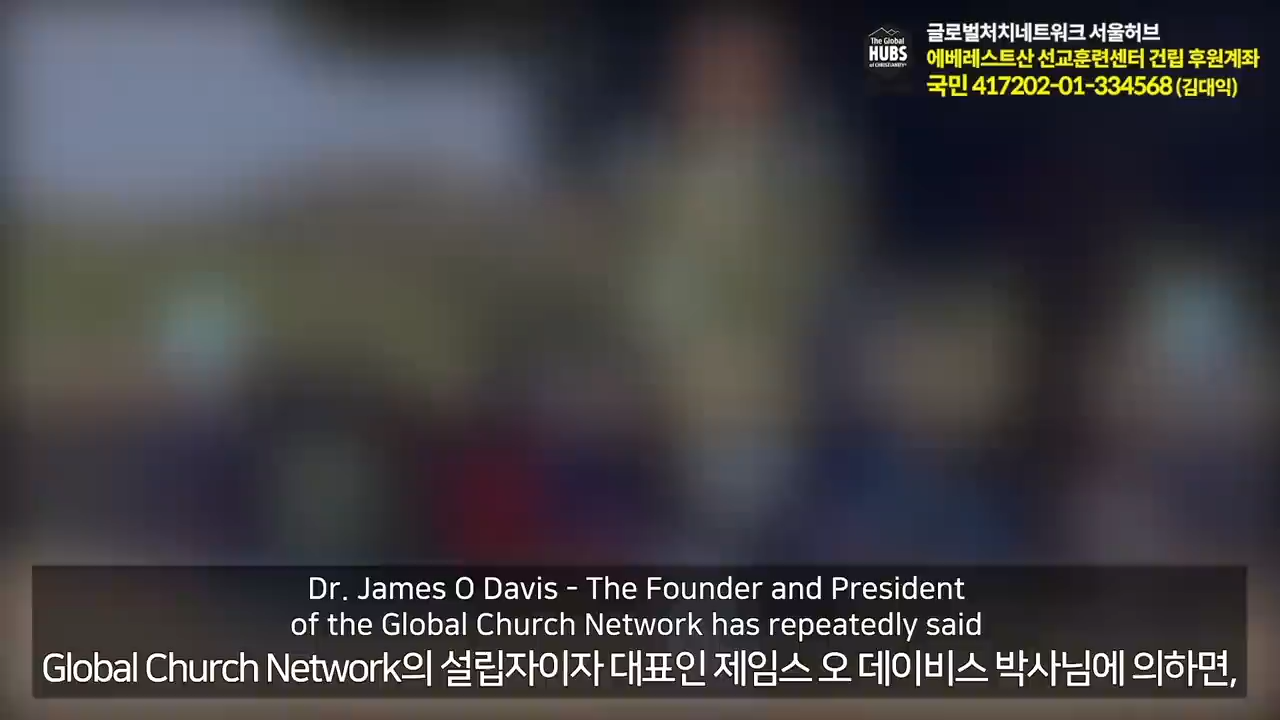 The Global
HUBS
of CHRISTIANITY
글로벌처치네트워크 서울허브
에베레스트산 선교훈련센터 건립 후원계좌
국민 417202-01-334568 (김대익)
Dr. James O Davis - The Founder and President
of the Global Church Network has repeatedly said
Global Church Network의 설립자이자 대표인 제임스 오 데이비스 박사님에 의하면,